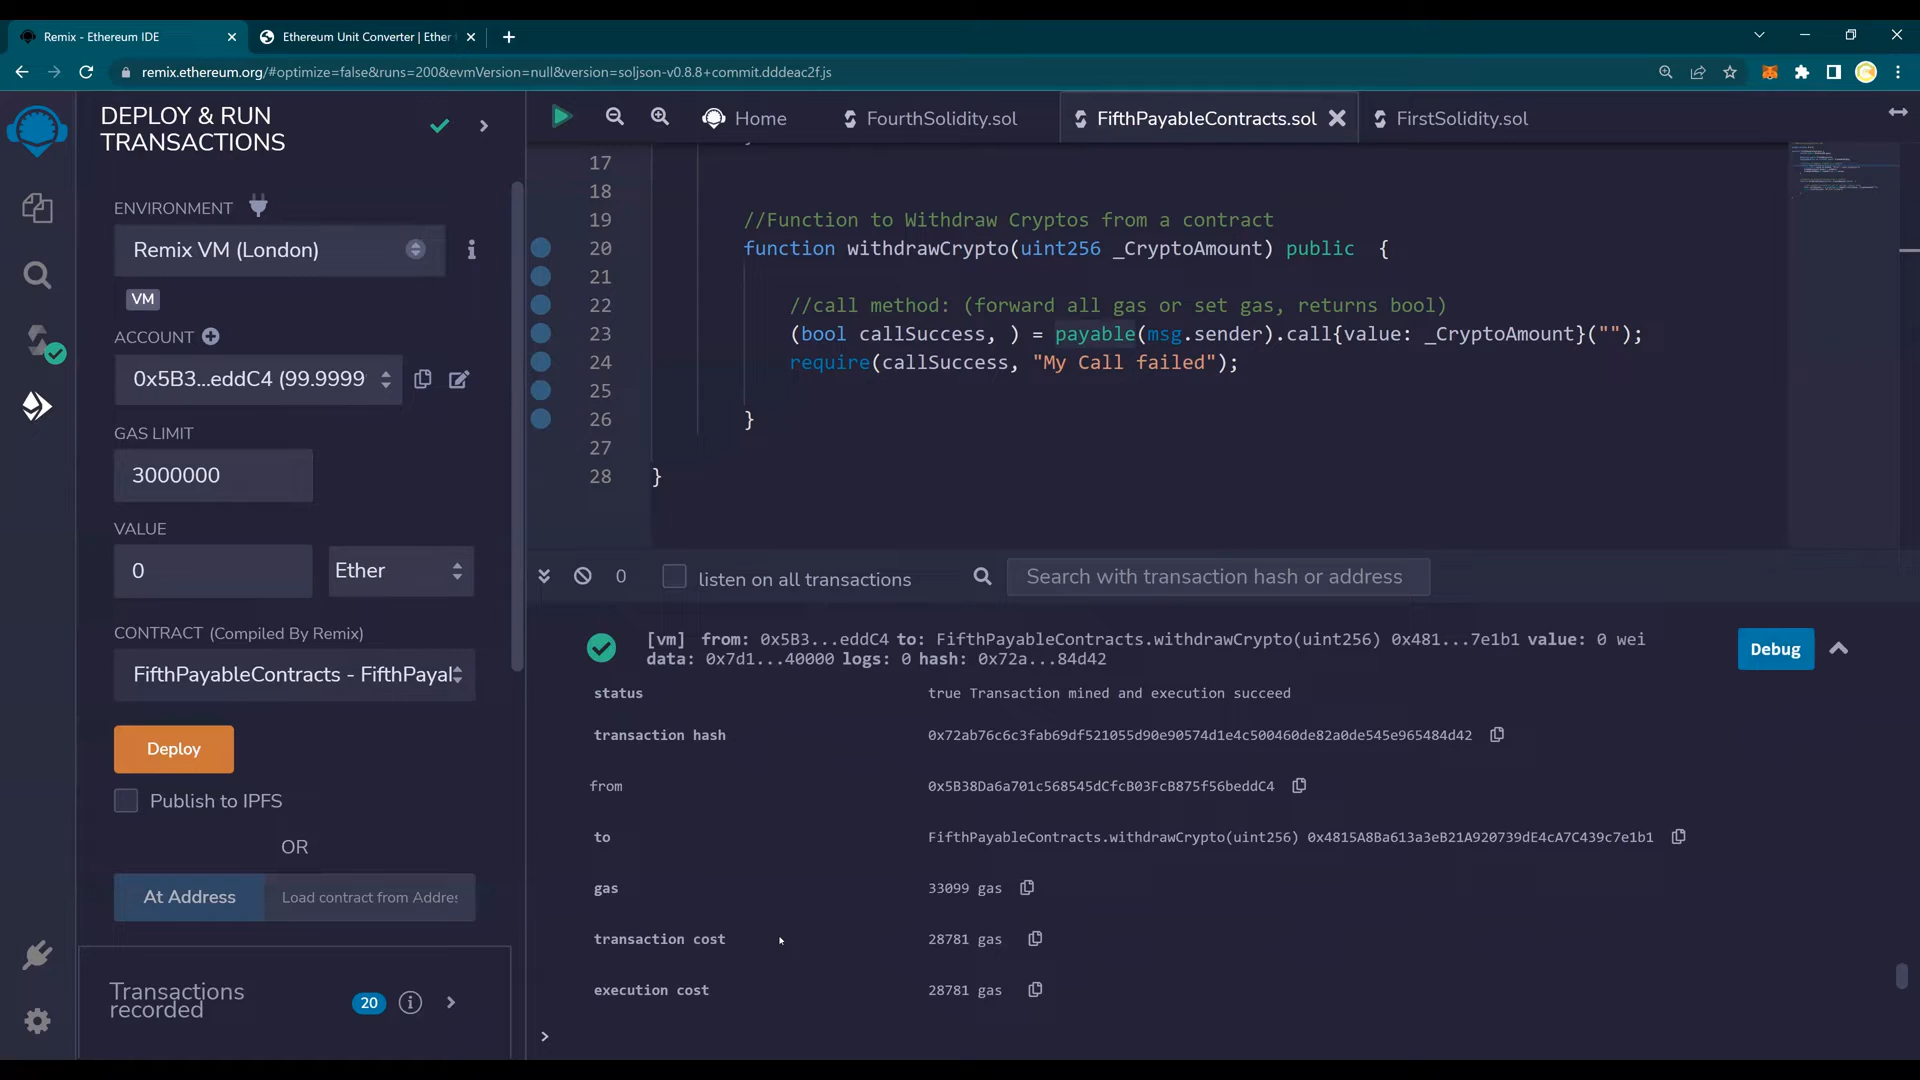 Remix - Ethereum IDE
Ethereum Unit Converter | Ether
remix.ethereum.org/#optimize=false&runs=200&evmVersion=null&version=soljson-v0.8.8+commit.dddeac2f.js
DEPLOY & RUN
TRANSACTIONS
ENVIRONMENT
Remix VM (London)
VM
ACCOUNT
0x5B3...eddC4 (99.9999
GAS LIMIT
3000000
VALUE
0
Ether
CONTRACT (Compiled By Remix)
FifthPayableContracts - FifthPayal
Deploy
Publish to IPFS
OR
At Address
Load contract from Addres
Transactions
recorded
20
Home
FourthSolidity.sol
FifthPayableContracts.sol
FirstSolidity.sol
17
18
19 //Function to Withdraw Cryptos from a contract
20 function withdrawCrypto(uint256 _CryptoAmount) public {
21
22 //call method: (forward all gas or set gas, returns bool)
23 (bool callSuccess, ) = payable(msg.sender).call{value: _CryptoAmount}("");
24 require(callSuccess, "My Call failed");
25
26 }
27
28 }
0
listen on all transactions
Search with transaction hash or address
[vm] from: 0x5B3...eddC4 to: FifthPayableContracts.withdrawCrypto(uint256) 0x481...7e1b1 value: 0 wei
data: 0x7d1...40000 logs: 0 hash: 0x72a...84d42
Debug
status true Transaction mined and execution succeed
transaction hash 0x72ab76c6c3fab69df521055d90e90574d1e4c500460de82a0de545e965484d42
from 0x5B38Da6a701c568545dCfcB03FcB875f56beddC4
to FifthPayableContracts.withdrawCrypto(uint256) 0x4815A8Ba613a3eB21A920739dE4cA7C439c7e1b1
gas 33099 gas
transaction cost 28781 gas
execution cost 28781 gas
>